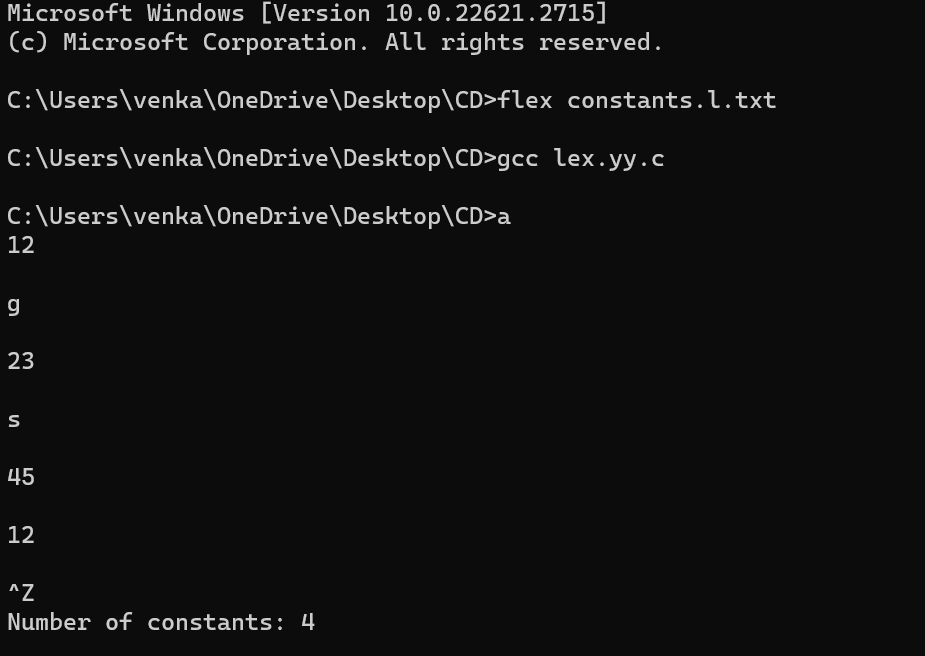 Microsoft Windows [Version 10.0.22621.2715]
(c) Microsoft Corporation. All rights reserved.
C:\Users\venka\OneDrive\Desktop\CD>flex constants.l.txt
C:\Users\venka\OneDrive\Desktop\CD>gcc lex.yy.c
C:\Users\venka\OneDrive\Desktop\CD>a
12
g
23
s
45
12
^Z
Number of constants: 4